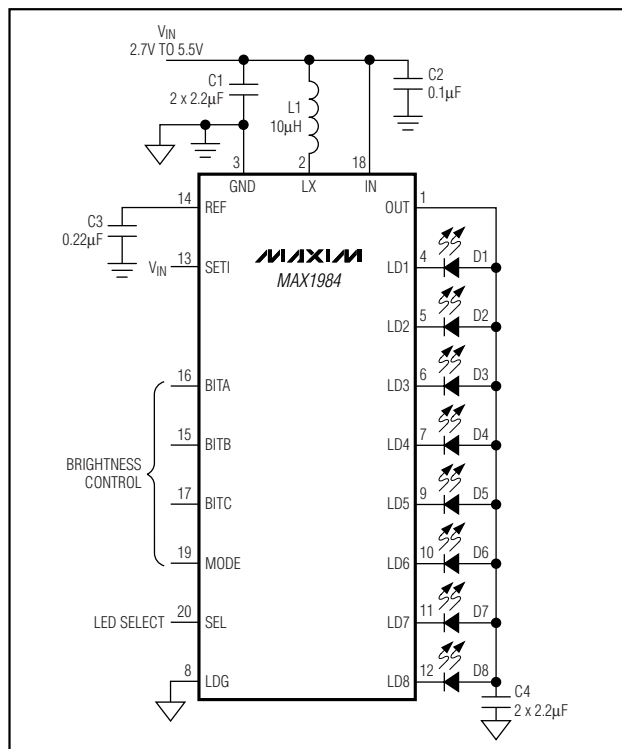 VIN
2.7V TO 5.5V
C1
2 x 2.2µF
L1
10µH
C2
0.1µF
3
2
18
GND
LX
IN
14
REF
OUT
1
C3
0.22µF
VIN
13
SETI
MAXIM
MAX1984
LD1
4
D1
LD2
5
D2
16
BITA
LD3
6
D3
15
BITB
LD4
7
D4
BRIGHTNESS
CONTROL
17
BITC
LD5
9
D5
19
MODE
LD6
10
D6
LED SELECT
20
SEL
LD7
11
D7
8
LDG
LD8
12
D8
C4
2 x 2.2µF